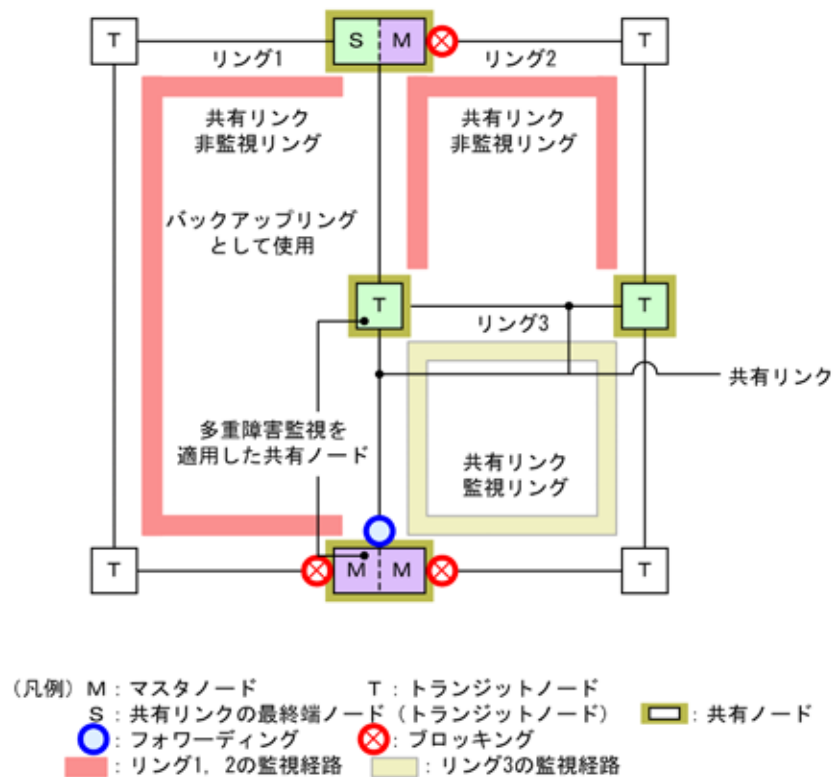 T
S M
T
リング1
リング2
共有リンク
非監視リング
共有リンク
非監視リング
バックアップリング
として使用
T
T
リング3
共有リンク
多重障害監視を
適用した共有ノード
共有リンク
監視リング
T
M M
T
(凡例) M:マスタノード T:トランジットノード
S:共有リンクの最終端ノード(トランジットノード) :共有ノード
:フォワーディング :ブロッキング
:リング1,2の監視経路 :リング3の監視経路